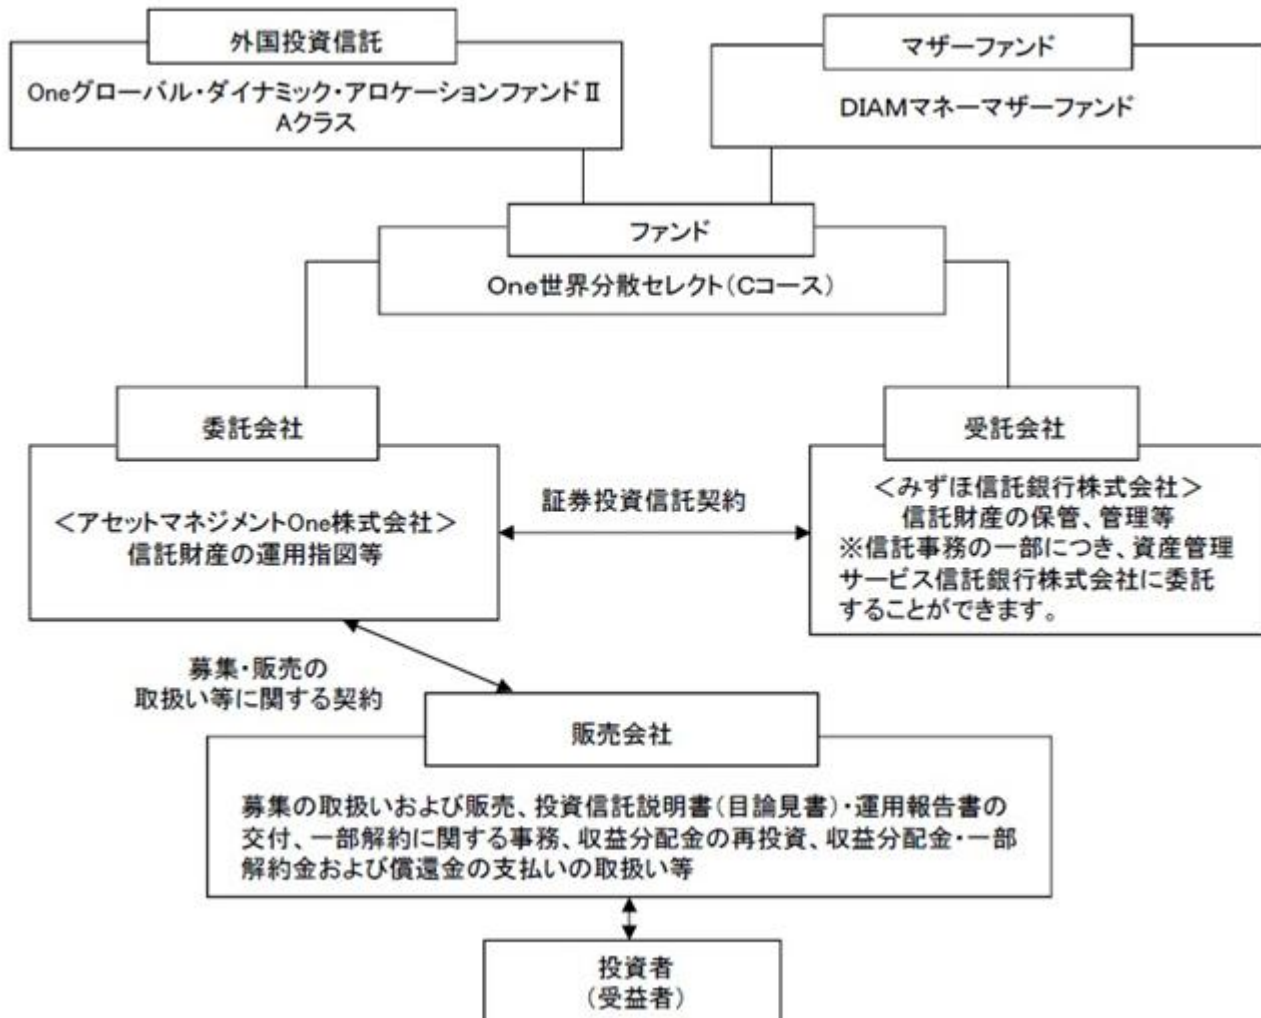 外国投資信託
Oneグローバル・ダイナミック・アロケーションファンドⅡ
Aクラス
マザーファンド
DIAMマネーマザーファンド
ファンド
One世界分散セレクト(Cコース)
委託会社
<アセットマネジメントOne株式会社>
信託財産の運用指図等
証券投資信託契約
受託会社
<みずほ信託銀行株式会社>
信託財産の保管、管理等
※信託事務の一部につき、資産管理
サービス信託銀行株式会社に委託
することができます。
募集・販売の
取扱い等に関する契約
販売会社
募集の取扱いおよび販売、投資信託説明書(目論見書)・運用報告書の
交付、一部解約に関する事務、収益分配金の再投資、収益分配金・一部
解約金および償還金の支払いの取扱い等
投資者
(受益者)